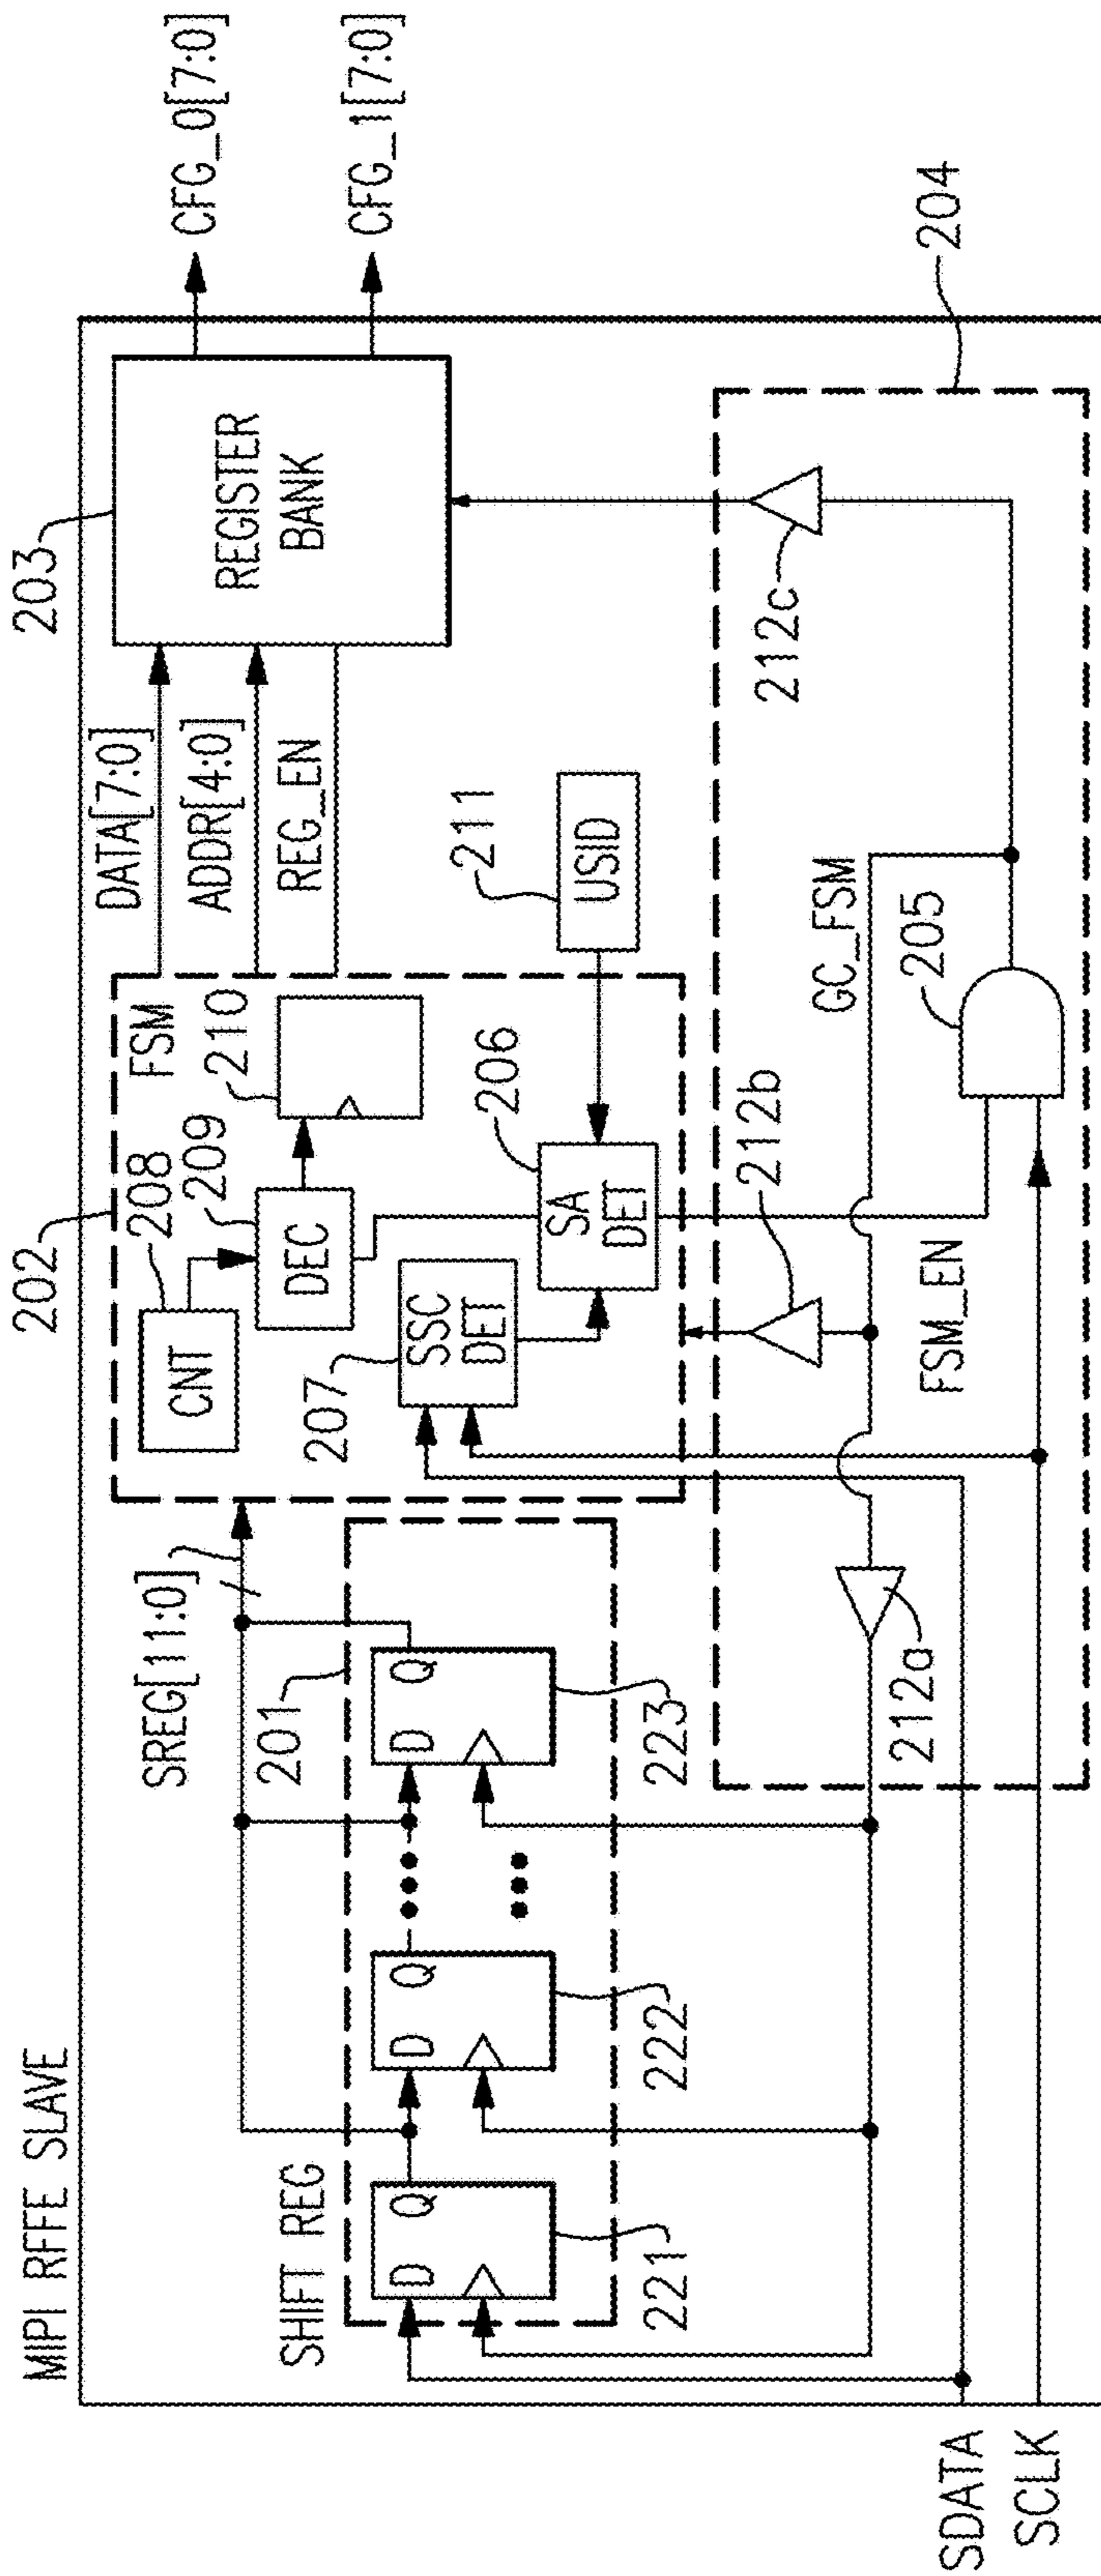 MIPI RFFE SLAVE
203
202
DATA[7:0]
ADDR[4:0]
REG_EN
REGISTER
BANK
CFG_0[7:0]
CFG_1[7:0]
SREG[11:0]
201
SHIFT REG
D Q
D Q
D Q
221
222
223
FSM
CNT
208
DEC
209
210
207
SSC
DET
SA
DET
206
USID
211
204
212a
212b
212c
GC_FSM
FSM_EN
205
SDATA
SCLK